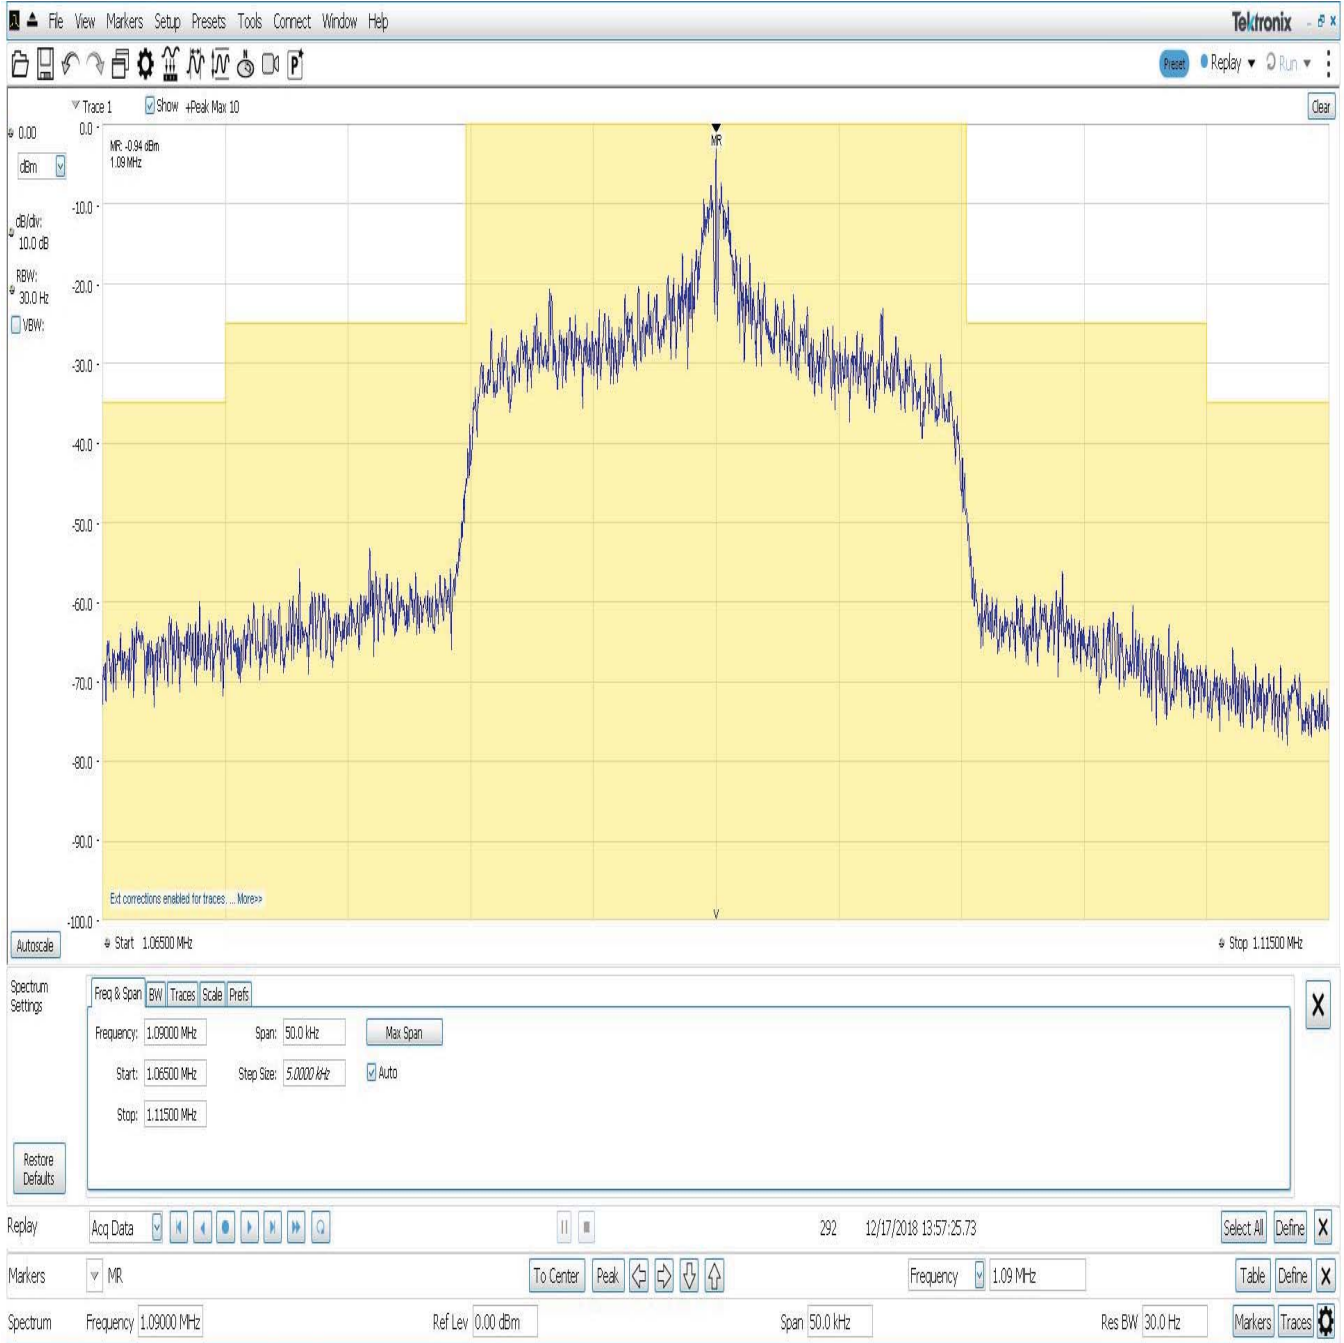 File View Markers Setup Presets Tools Connect Window Help Tektronix
Preset Replay Run
Trace 1 Show +Peak Max 10 Clear
0.00
dBm
dB/div:
10.0 dB
RBW:
30.0 Hz
VBW:
0.0
-10.0
-20.0
-30.0
-40.0
-50.0
-60.0
-70.0
-80.0
-90.0
-100.0
MR: -0.94 dBm
1.09 MHz
MR
Ext corrections enabled for traces. ... More>>
Autoscale Start 1.06500 MHz Stop 1.11500 MHz
Spectrum
Settings
Freq & Span BW Traces Scale Prefs
Frequency: 1.09000 MHz Span: 50.0 kHz Max Span
Start: 1.06500 MHz Step Size: 5.0000 kHz Auto
Stop: 1.11500 MHz
Restore
Defaults
Replay Acq Data 292 12/17/2018 13:57:25.73 Select All Define X
Markers MR To Center Peak Frequency 1.09 MHz Table Define X
Spectrum Frequency 1.09000 MHz Ref Lev 0.00 dBm Span 50.0 kHz Res BW 30.0 Hz Markers Traces